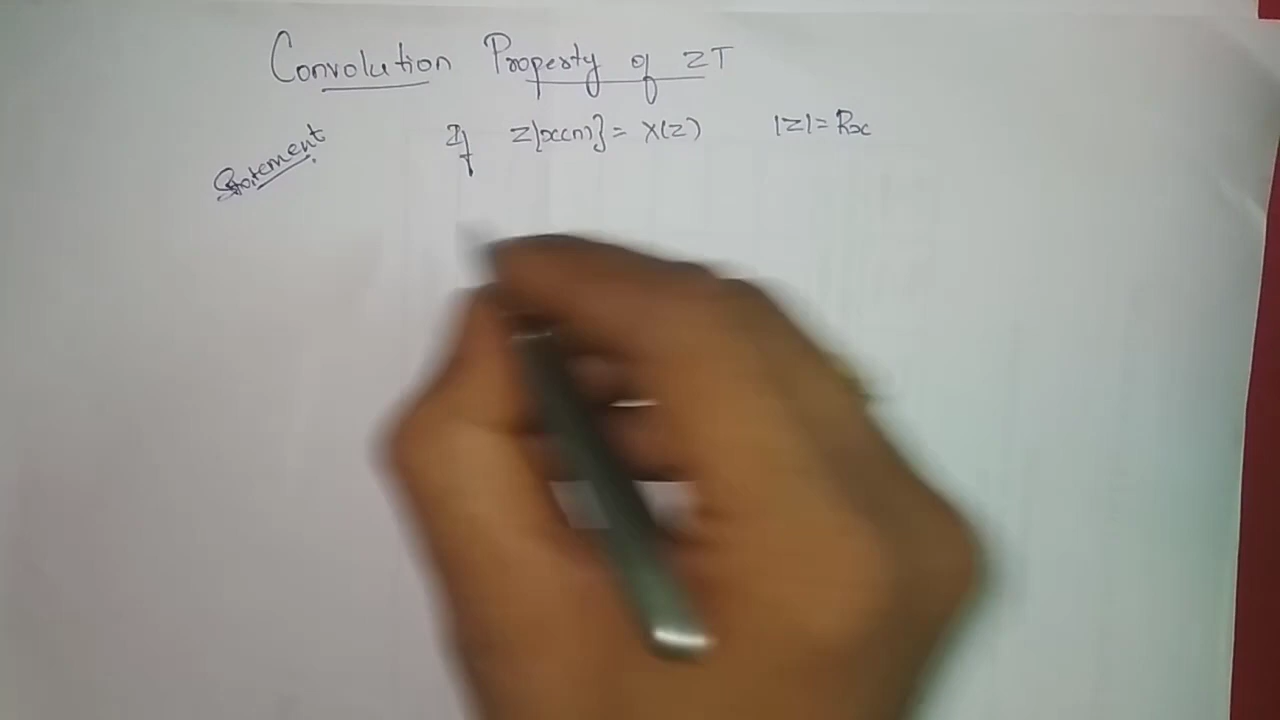 Convolution Property of ZT
Statement
If Z{x(n)} = X(Z) |Z| = Rx